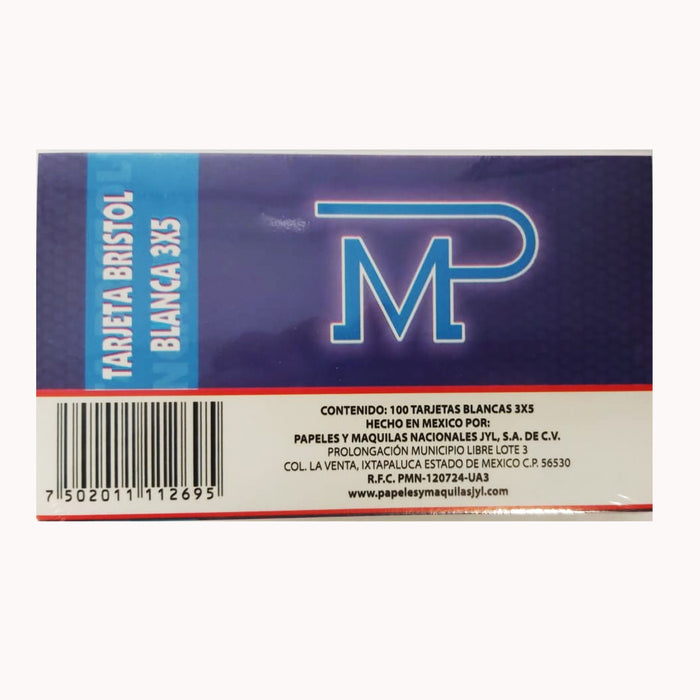 TARJETA BRISTOL
BLANCA 3X5
MP
CONTENIDO: 100 TARJETAS BLANCAS 3X5
HECHO EN MEXICO POR:
PAPELES Y MAQUILAS NACIONALES JYL, S.A. DE C.V.
PROLONGACIÓN MUNICIPIO LIBRE LOTE 3
COL. LA VENTA, IXTAPALUCA ESTADO DE MEXICO C.P. 56530
R.F.C. PMN-120724-UA3
www.papelesymaquilasjyl.com
7 502011 112695